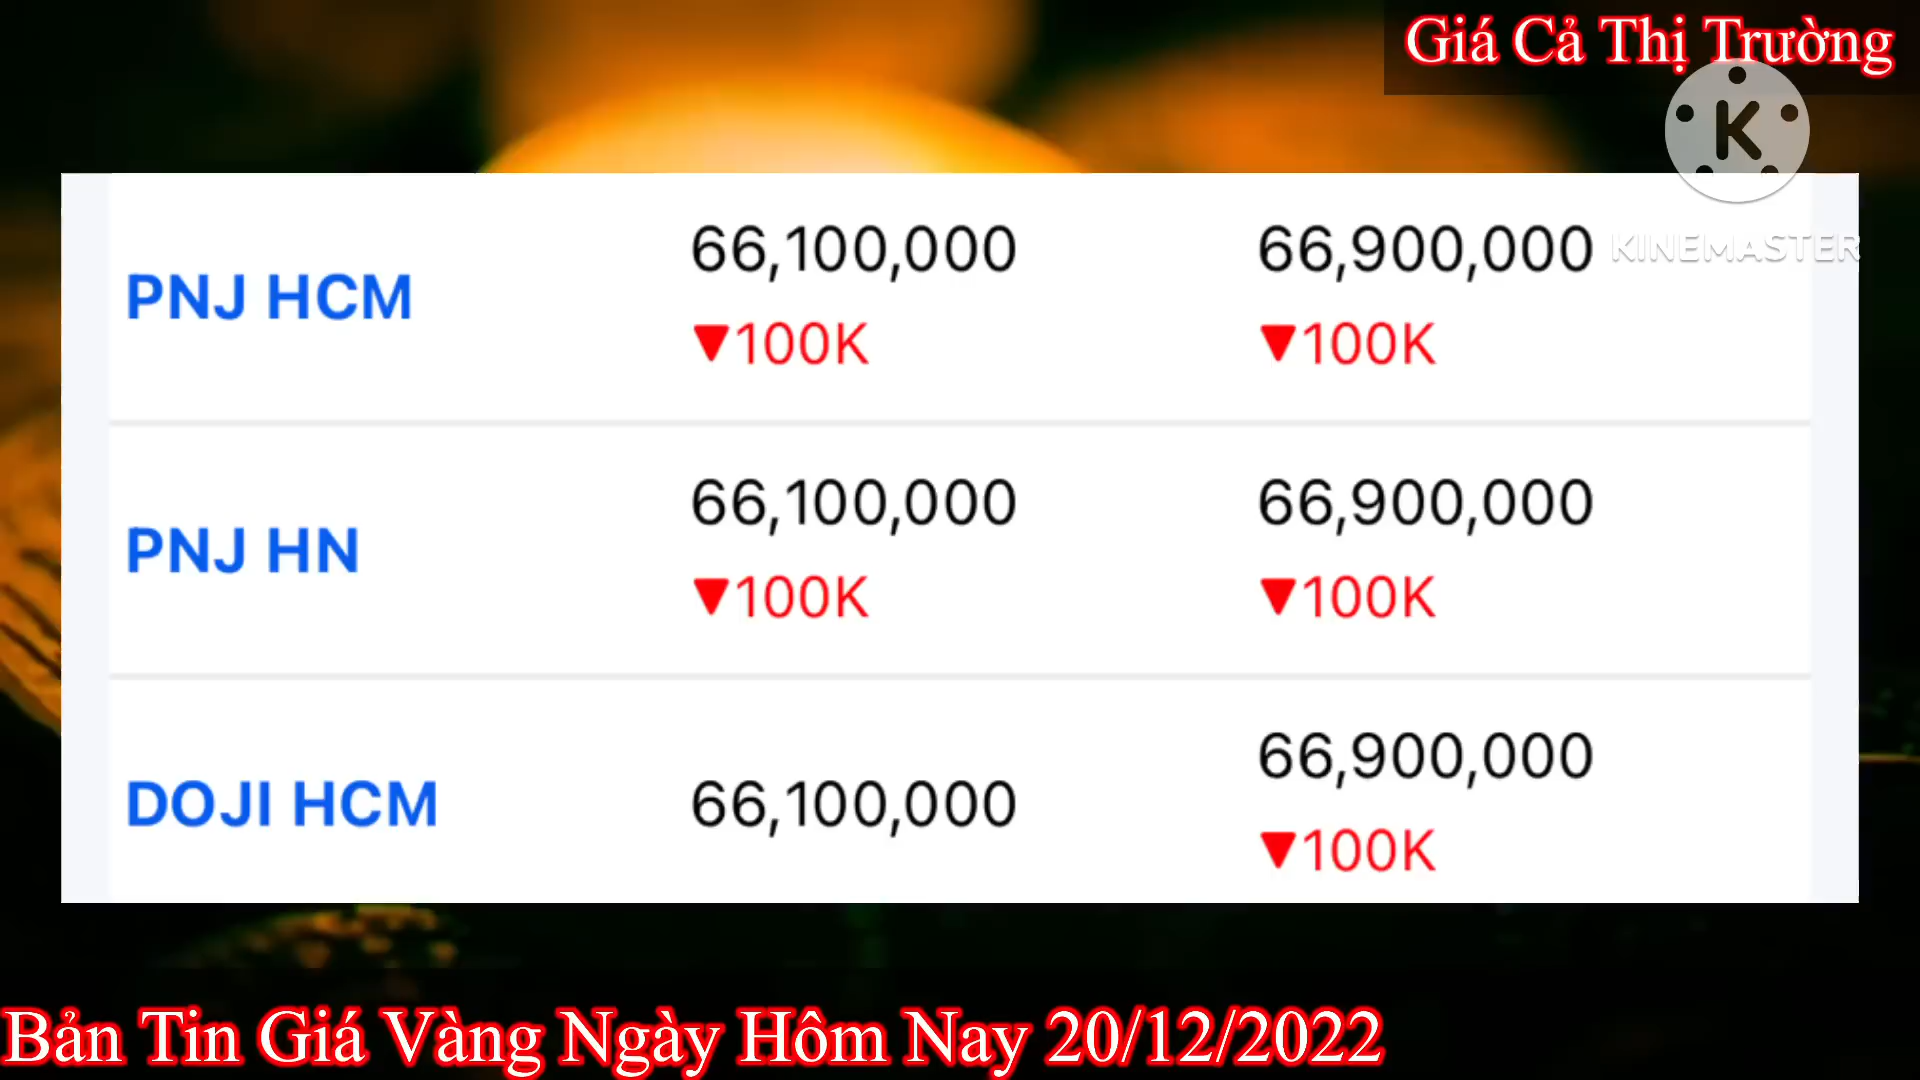 Giá Cả Thị Trường
K
KINEMASTER
66,100,000 66,900,000
PNJ HCM
▼100K ▼100K
66,100,000 66,900,000
PNJ HN
▼100K ▼100K
66,900,000
DOJI HCM 66,100,000
▼100K
Bản Tin Giá Vàng Ngày Hôm Nay 20/12/2022